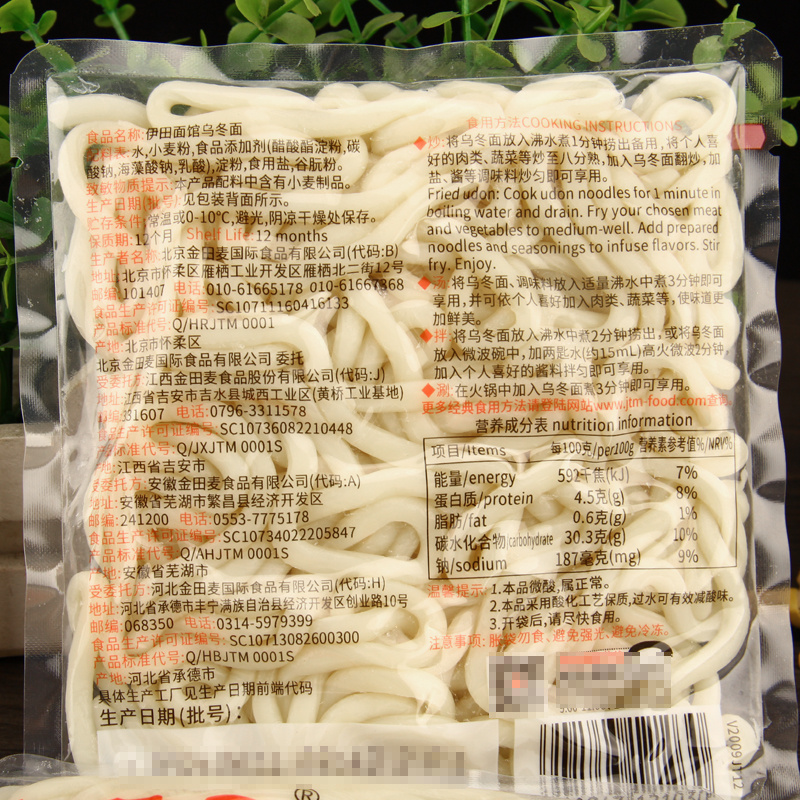 食品名称:伊田面馆乌冬面
配料表:水,小麦粉,食品添加剂(醋酸酯淀粉,碳
酸钠,海藻酸钠,乳酸),淀粉,食用盐,谷朊粉。
致敏物质提示:本产品配料中含有小麦制品。
生产日期(批号):见包装背面所示。
贮存条件:常温或0-10°C,避光,阴凉干燥处保存。
保质期:12个月 Shelf Life:12 months
生产者名称:北京金田麦国际食品有限公司(代码:B)
地址:北京市怀柔区雁栖工业开发区雁栖北二街12号
邮编:101407 电话:010-61665178 010-61667868
食品生产许可证编号:SC10711160416133
产品标准代号:Q/HRJTM 0001
产地:北京市怀柔区
北京金田麦国际食品有限公司 委托
受委托方:江西金田麦食品股份有限公司(代码:J)
地址:江西省吉安市吉水县城西工业区(黄桥工业基地)
邮编:331607 电话:0796-3311578
食品生产许可证编号:SC10736082210448
产品标准代号:Q/JXJTM 0001S
产地:江西省吉安市
受委托方:安徽金田麦食品有限公司(代码:A)
地址:安徽省芜湖市繁昌县经济开发区
邮编:241200 电话:0553-7775178
食品生产许可证编号:SC10734022205847
产品标准代号:Q/AHJTM 0001S
产地:安徽省芜湖市
受委托方:河北金田麦国际食品有限公司(代码:H)
地址:河北省承德市丰宁满族自治县经济开发区创业路10号
邮编:068350 电话:0314-5979399
食品生产许可证编号:SC10713082600300
产品标准代号:Q/HBJTM 0001S
产地:河北省承德市
具体生产工厂见生产日期前端代码
生产日期(批号):
食用方法COOKING INSTRUCTIONS
◆炒:将乌冬面放入沸水煮1分钟捞出备用,将个人喜
好的肉类、蔬菜等炒至八分熟,加入乌冬面翻炒,加
盐、酱等调味料炒匀即可享用。
Fried udon: Cook udon noodles for 1 minute in
boiling water and drain. Fry your chosen meat
and vegetables to medium-well. Add prepared
noodles and seasonings to infuse flavors. Stir
fry. Enjoy.
◆汤:将乌冬面、调味料放入适量沸水中煮3分钟即可
享用,并可依个人喜好加入肉类、蔬菜等,使味道更
加鲜美。
◆拌:将乌冬面放入沸水中煮2分钟捞出,或将乌冬面
放入微波碗中,加两匙水(约15mL)高火微波2分钟
加入个人喜好的酱料拌匀即可享用。
◆涮:在火锅中加入乌冬面煮3分钟即可享用。
更多经典食用方法请登陆网站www.jtm-food.com查询
营养成分表 nutrition information
项目/Items 每100克/per100g 营养素参考值%/NRV%
能量/energy 592千焦(kJ) 7%
蛋白质/protein 4.5克(g) 8%
脂肪/fat 0.6克(g) 1%
碳水化合物/carbohydrate 30.3克(g) 10%
钠/sodium 187毫克(mg) 9%
温馨提示:1.本品微酸,属正常。
2.本品采用酸化工艺保质,过水可有效减酸味。
3.开袋后,请尽快食用。
注意事项:胀袋勿食,避免强光,避免冷冻。
®